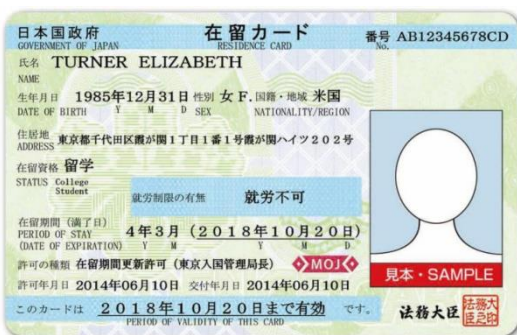 日本国政府 在留カード 番号 AB12345678CD
GOVERNMENT OF JAPAN RESIDENCE CARD No.
氏名 TURNER ELIZABETH
NAME
生年月日 1985年12月31日 性別 女 F. 国籍・地域 米国
DATE OF BIRTH Y M D SEX NATIONALITY/REGION
住居地 東京都千代田区霞が関1丁目1番1号霞が関ハイツ202号
ADDRESS
在留資格 留学
STATUS College
Student
就労制限の有無 就労不可
在留期間(満了日) 4年3月(2018年10月20日)
PERIOD OF STAY
(DATE OF EXPIRATION) Y M Y M D
許可の種類 在留期間更新許可(東京入国管理局長) MOJ
見本・SAMPLE
許可年月日 2014年06月10日 交付年月日 2014年06月10日
このカードは 2018年10月20日まで有効 です。
PERIOD OF VALIDITY OF THIS CARD
法務大臣